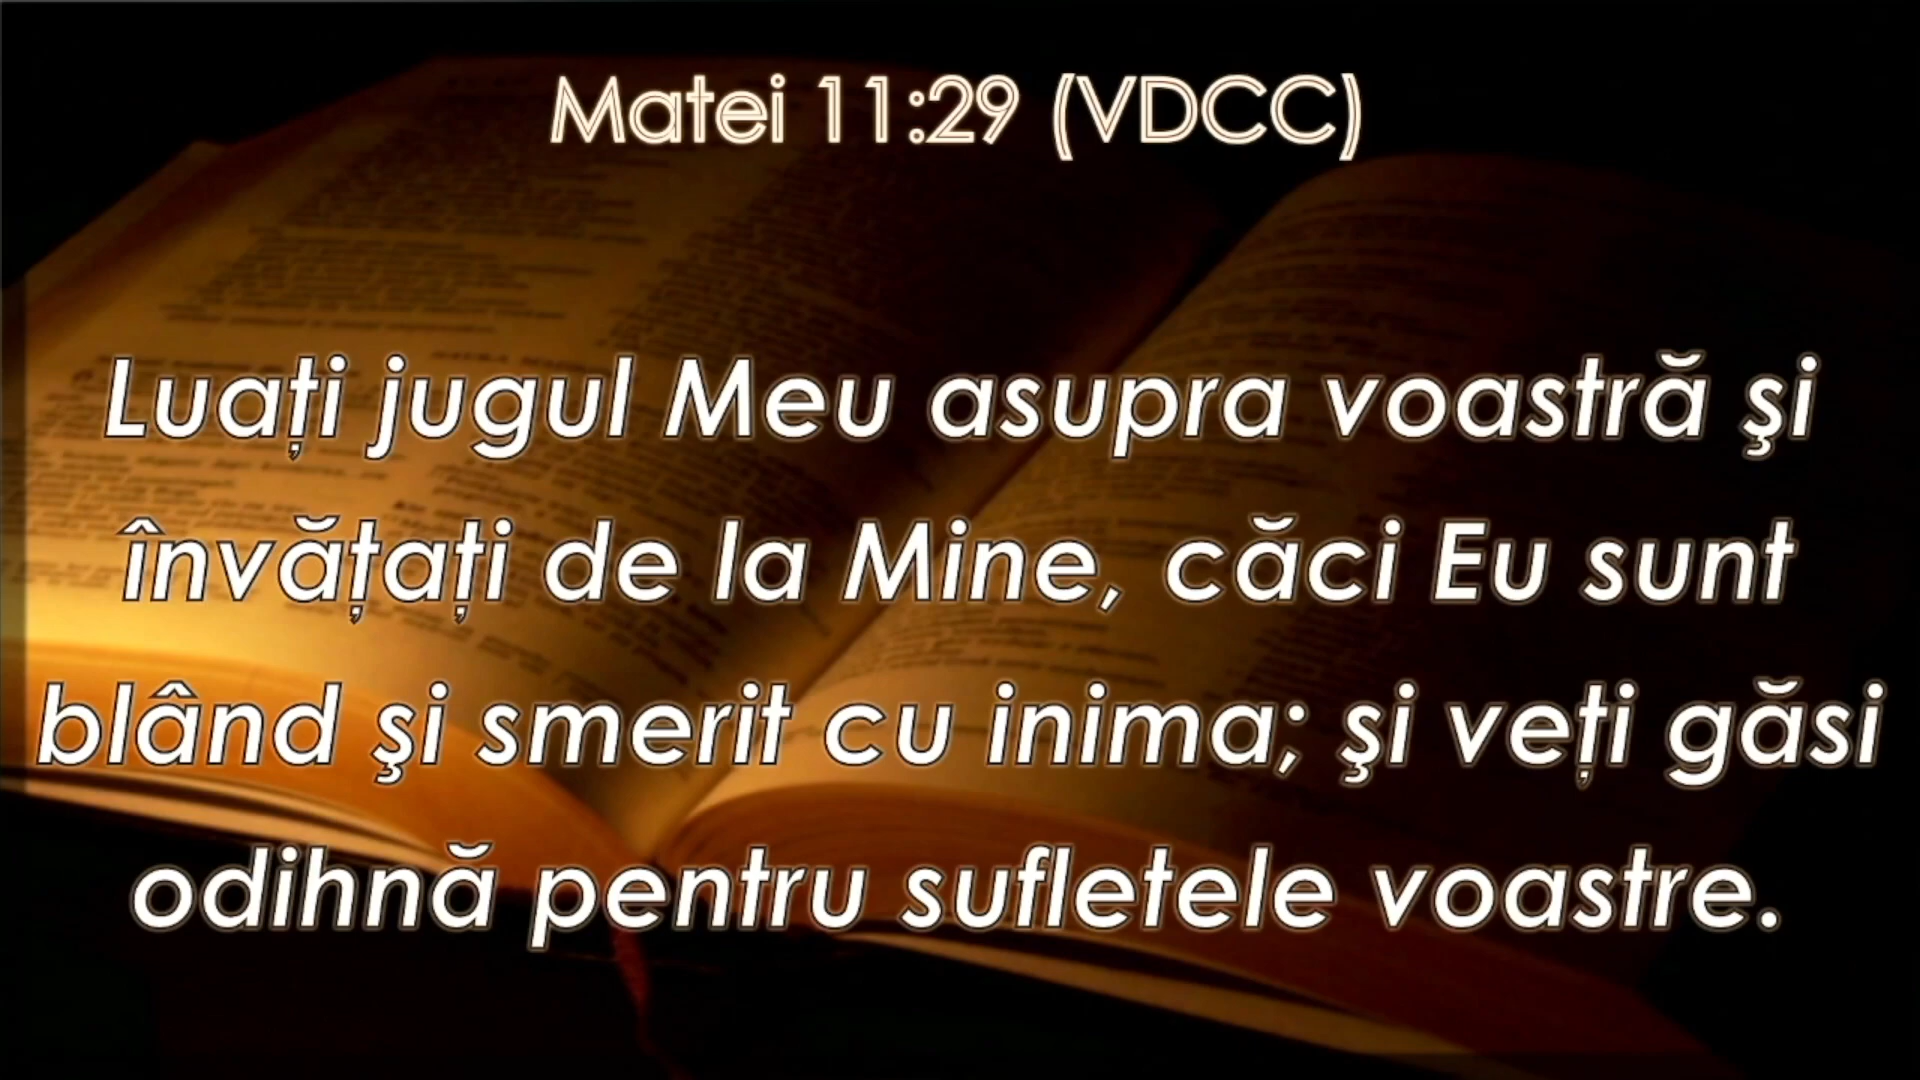 Matei 11:29 (VDCC)
Luați jugul Meu asupra voastră şi
învățați de la Mine, căci Eu sunt
blând şi smerit cu inima; şi veți găsi
odihnă pentru sufletele voastre.